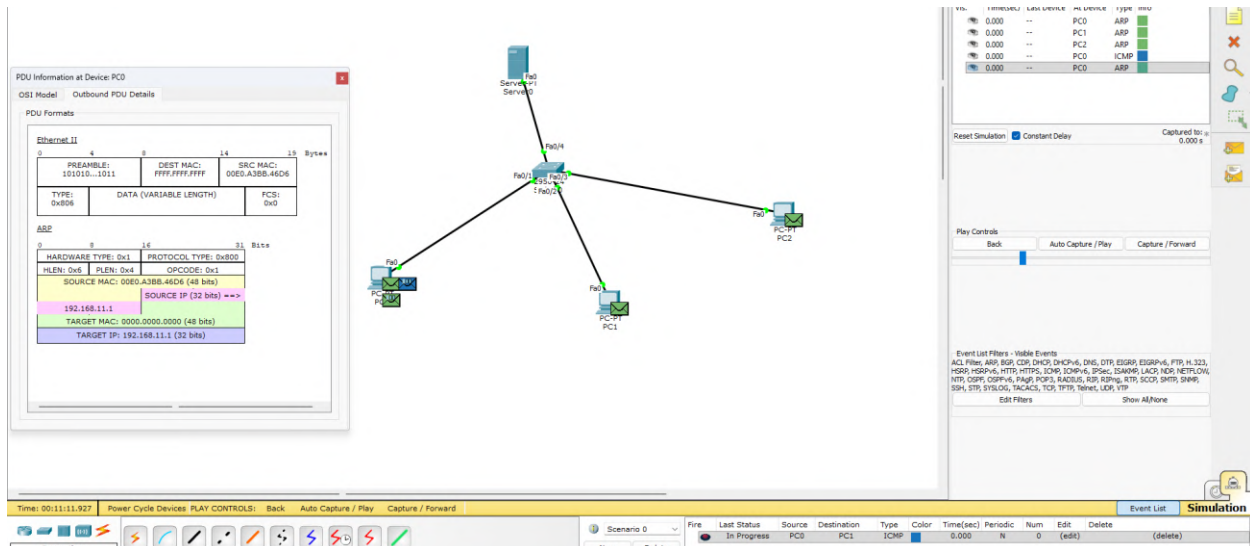 Vis. Time(sec) Last Device At Device Type Info
0.000 -- PC0 ARP
0.000 -- PC1 ARP
0.000 -- PC2 ARP
0.000 -- PC0 ICMP
0.000 -- PC0 ARP
Reset Simulation Constant Delay Captured to: *
0.000 s
Play Controls
Back Auto Capture / Play Capture / Forward
Event List Filters - Visible Events
ACL Filter, ARP, BGP, CDP, DHCP, DHCPv6, DNS, DTP, EIGRP, EIGRPv6, FTP, H.323,
HSRP, HSRPv6, HTTP, HTTPS, ICMP, ICMPv6, IPSec, ISAKMP, LACP, NDP, NETFLOW,
NTP, OSPF, OSPFv6, PAgP, POP3, RADIUS, RIP, RIPng, RTP, SCCP, SMTP, SNMP,
SSH, STP, SYSLOG, TACACS, TCP, TFTP, Telnet, UDP, VTP
Edit Filters Show All/None
PDU Information at Device: PC0
OSI Model Outbound PDU Details
PDU Formats
Ethernet II
0 4 8 14 19 Bytes
PREAMBLE: DEST MAC: SRC MAC:
101010...1011 FFFF.FFFF.FFFF 00E0.A3BB.46D6
TYPE: DATA (VARIABLE LENGTH) FCS:
0x806 0x0
ARP
0 8 16 31 Bits
HARDWARE TYPE: 0x1 PROTOCOL TYPE: 0x800
HLEN: 0x6 PLEN: 0x4 OPCODE: 0x1
SOURCE MAC: 00E0.A3BB.46D6 (48 bits)
SOURCE IP (32 bits) ==>
192.168.11.1
TARGET MAC: 0000.0000.0000 (48 bits)
TARGET IP: 192.168.11.1 (32 bits)
Fa0
Server-PT
Server0
Fa0/4
Fa0/1 Fa0/3
Fa0/2
Fa0
PC-PT
PC2
Fa0
Fa0
PC-PT
PC1
Time: 00:11:11.927 Power Cycle Devices PLAY CONTROLS: Back Auto Capture / Play Capture / Forward
Event List Simulation
Scenario 0
Fire Last Status Source Destination Type Color Time(sec) Periodic Num Edit Delete
In Progress PC0 PC1 ICMP 0.000 N 0 (edit) (delete)